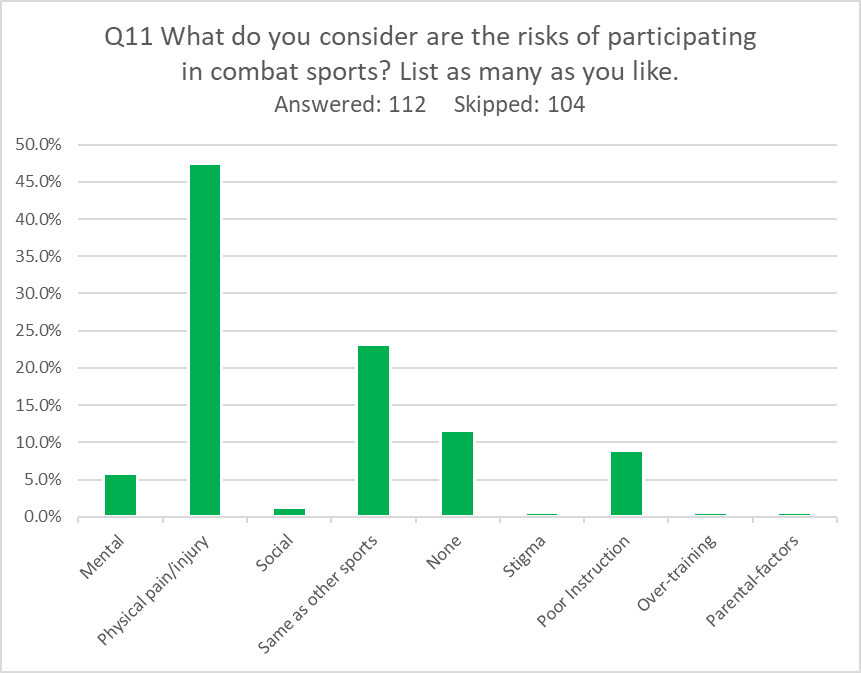 Q11 What do you consider are the risks of participating
in combat sports? List as many as you like.
Answered: 112 Skipped: 104
50.0%
45.0%
40.0%
35.0%
30.0%
25.0%
20.0%
15.0%
10.0%
5.0%
0.0%
Mental
Physical pain/injury
Social
Same as other sports
None
Stigma
Poor Instruction
Over-training
Parental-factors